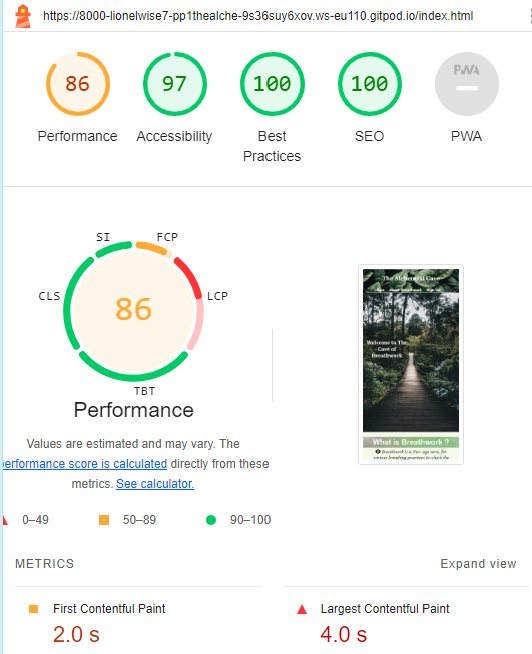 https://8000-lionelwise7-pp1thealche-9s36suy6xov.ws-eu110.gitpod.io/index.html
86 97 100 100 PWA
Performance Accessibility Best Practices SEO PWA
SI FCP
CLS LCP
86
TBT
Performance
The Alchemist Cave
Welcome to The
Cave of
Breathwork
What is Breathwork ?
Breathwork is a New Age term for
various breathing practices in which the
Values are estimated and may vary. The
performance score is calculated directly from these
metrics. See calculator.
0–49 50–89 90–100
METRICS Expand view
First Contentful Paint Largest Contentful Paint
2.0 s 4.0 s